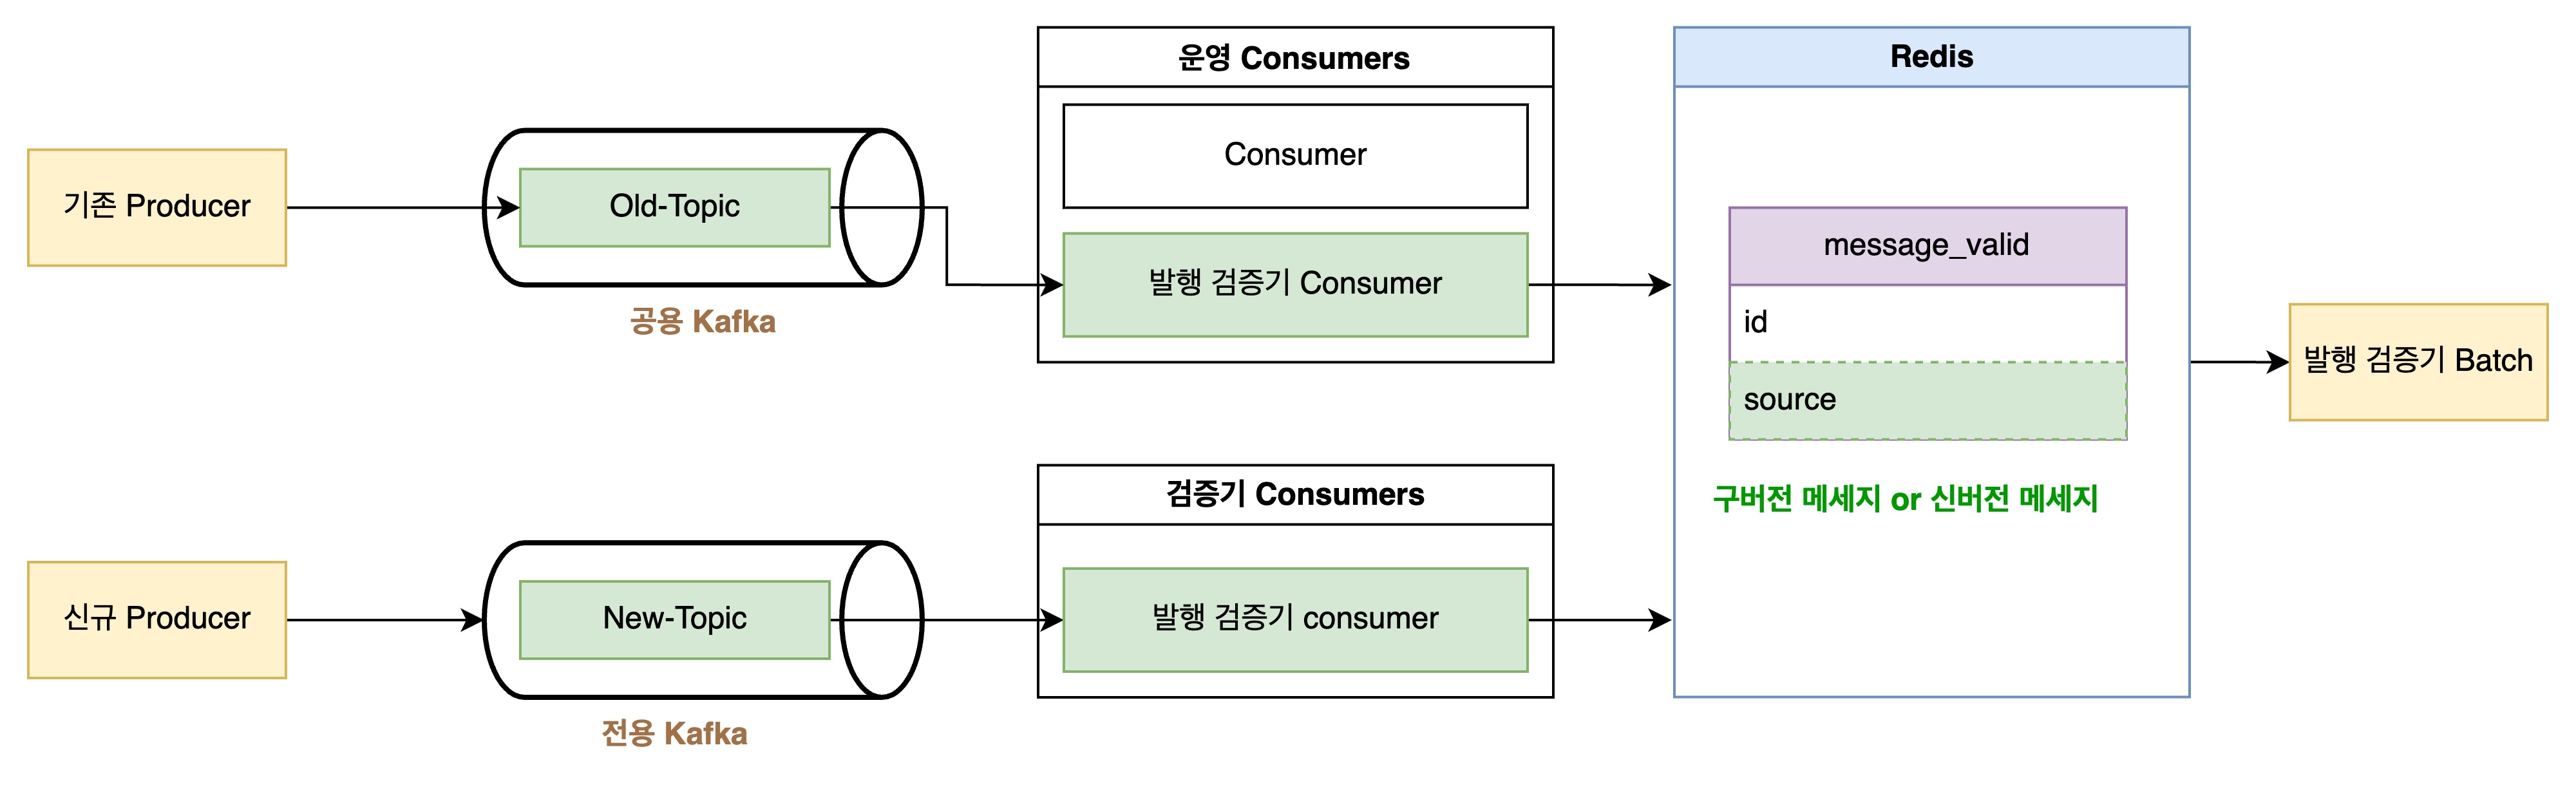 기존 Producer
Old-Topic
공용 Kafka
운영 Consumers
Consumer
발행 검증기 Consumer
신규 Producer
New-Topic
전용 Kafka
검증기 Consumers
발행 검증기 consumer
Redis
message_valid
id
source
구버전 메세지 or 신버전 메세지
발행 검증기 Batch